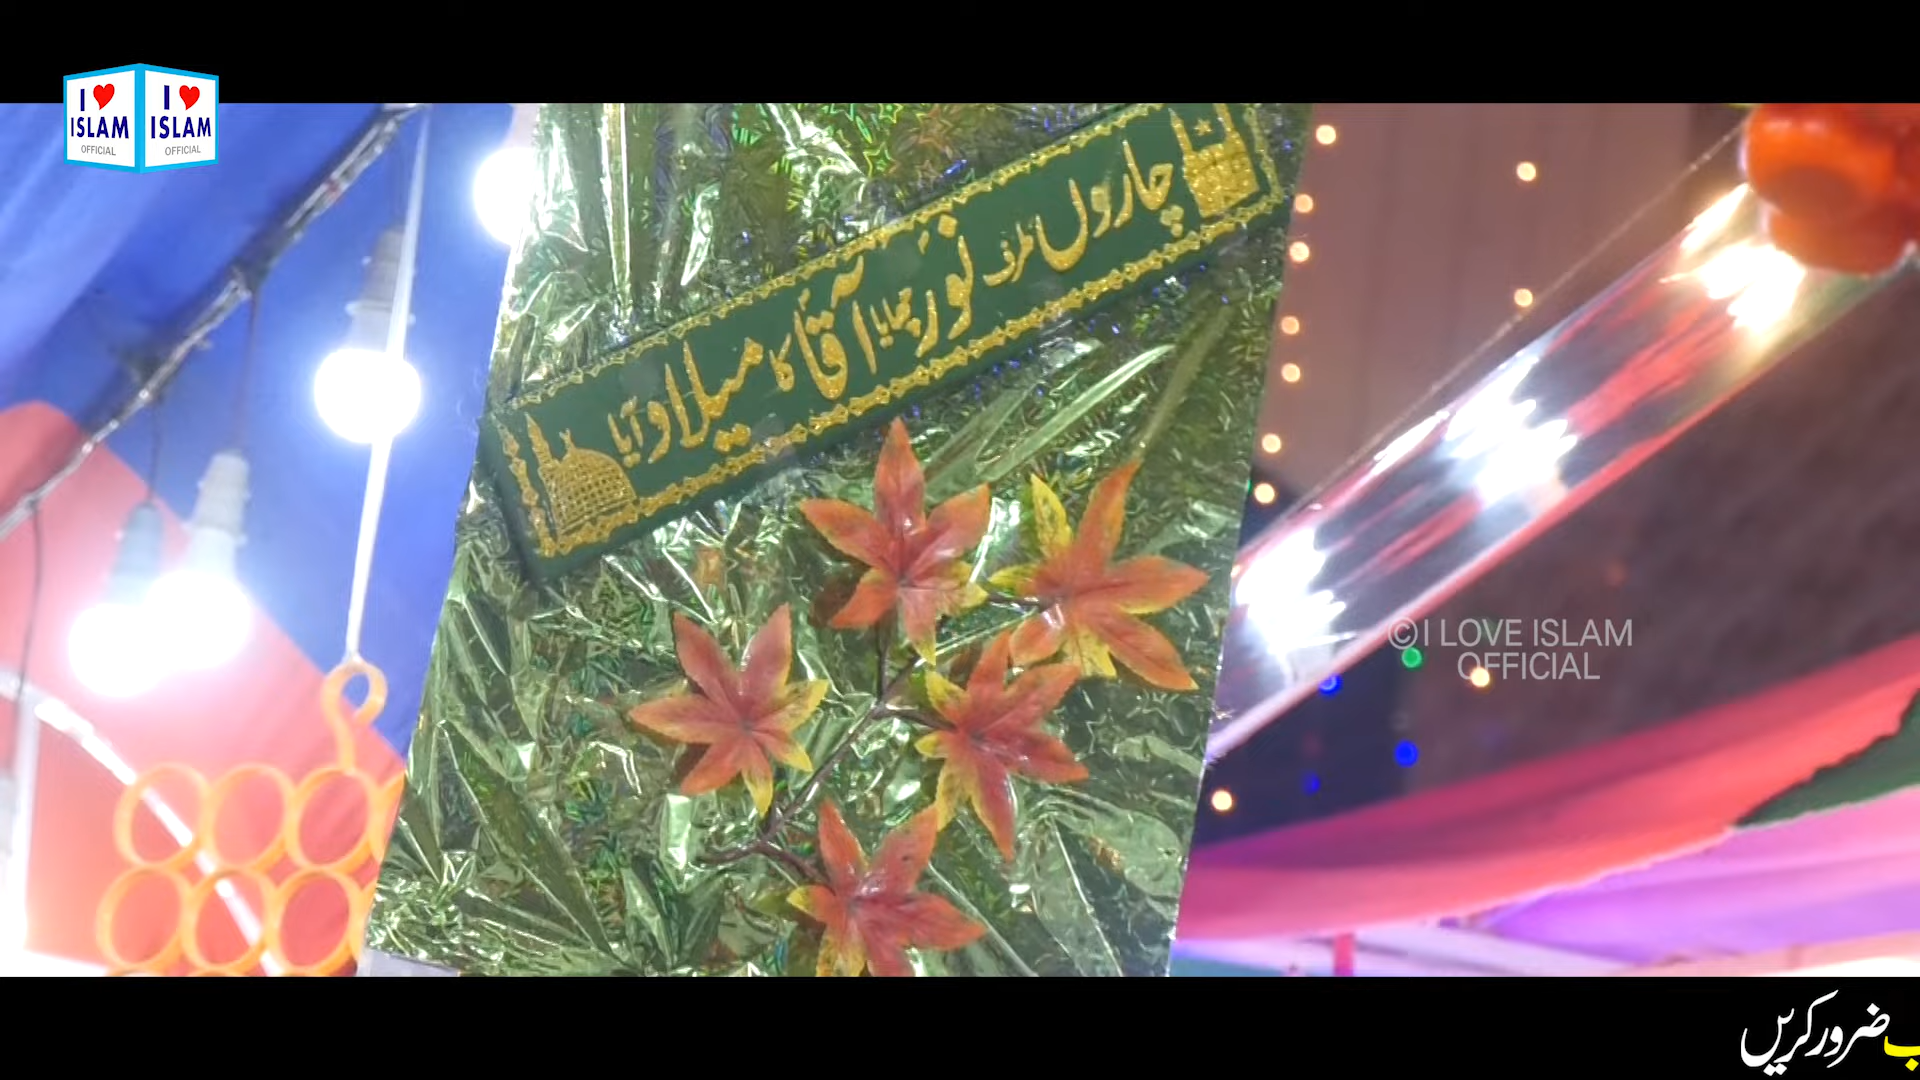 I ♥ ISLAM OFFICIAL
I ♥ ISLAM OFFICIAL
چاروں طرف نور چھایا آقا کا میلاد آیا
©I LOVE ISLAM
OFFICIAL
ب ضرور کریں